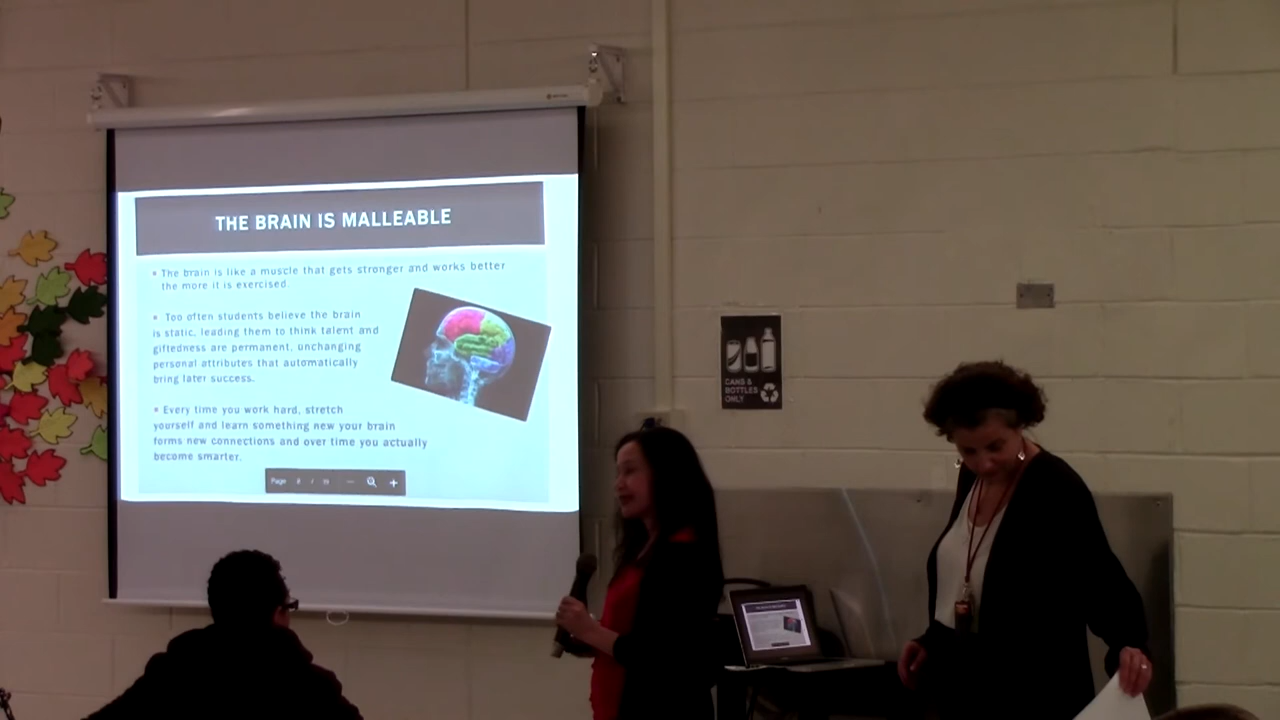 THE BRAIN IS MALLEABLE
The brain is like a muscle that gets stronger and works better
the more it is exercised.
Too often students believe the brain
is static, leading them to think talent and
giftedness are permanent, unchanging
personal attributes that automatically
bring later success.
Every time you work hard, stretch
yourself and learn something new your brain
forms new connections and over time you actually
become smarter.
Page
CANS &
BOTTLES
ONLY